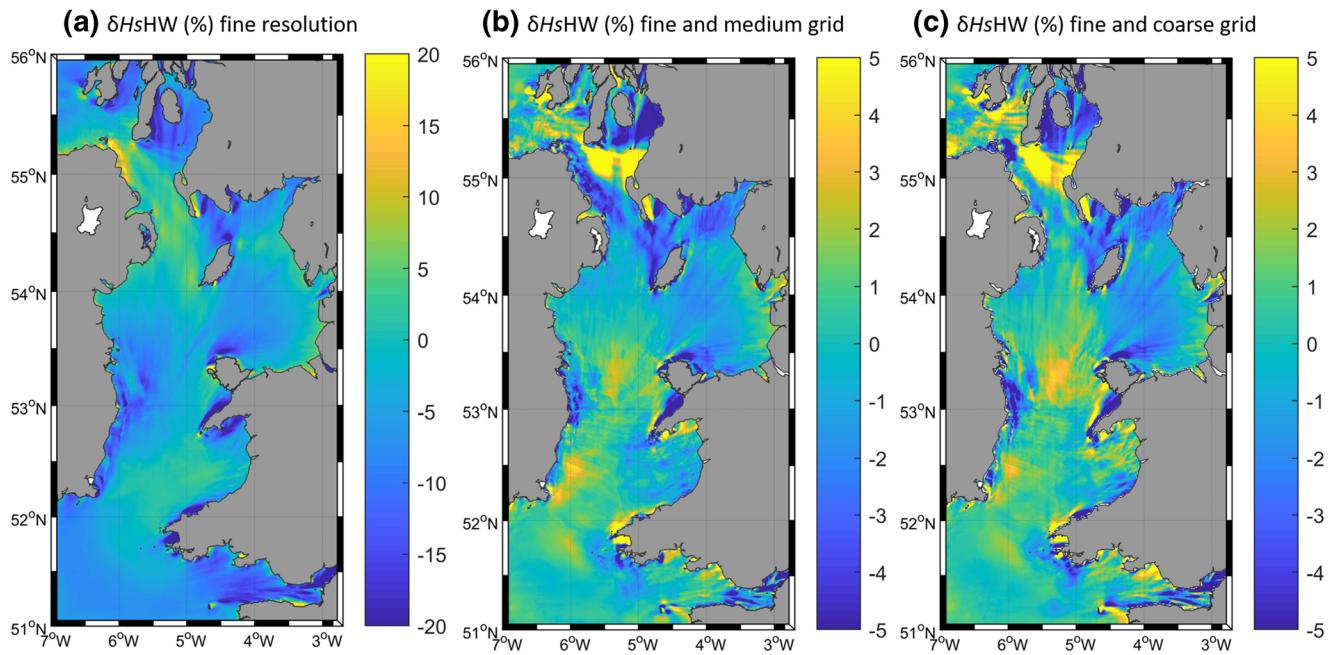 (a) δHsHW (%) fine resolution
56°N
55°N
54°N
53°N
52°N
51°N
7°W 6°W 5°W 4°W 3°W
20
15
10
5
0
-5
-10
-15
-20
(b) δHsHW (%) fine and medium grid
56°N
55°N
54°N
53°N
52°N
51°N
7°W 6°W 5°W 4°W 3°W
5
4
3
2
1
0
-1
-2
-3
-4
-5
(c) δHsHW (%) fine and coarse grid
56°N
55°N
54°N
53°N
52°N
51°N
7°W 6°W 5°W 4°W 3°W
5
4
3
2
1
0
-1
-2
-3
-4
-5